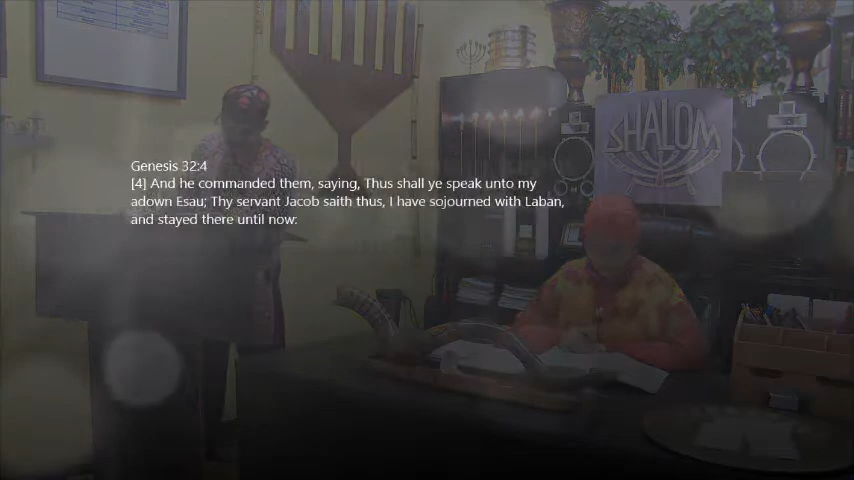 Genesis 32:4
[4] And he commanded them, saying, Thus shall ye speak unto my
adown Esau; Thy servant Jacob saith thus, I have sojourned with Laban,
and stayed there until now:
SHALOM